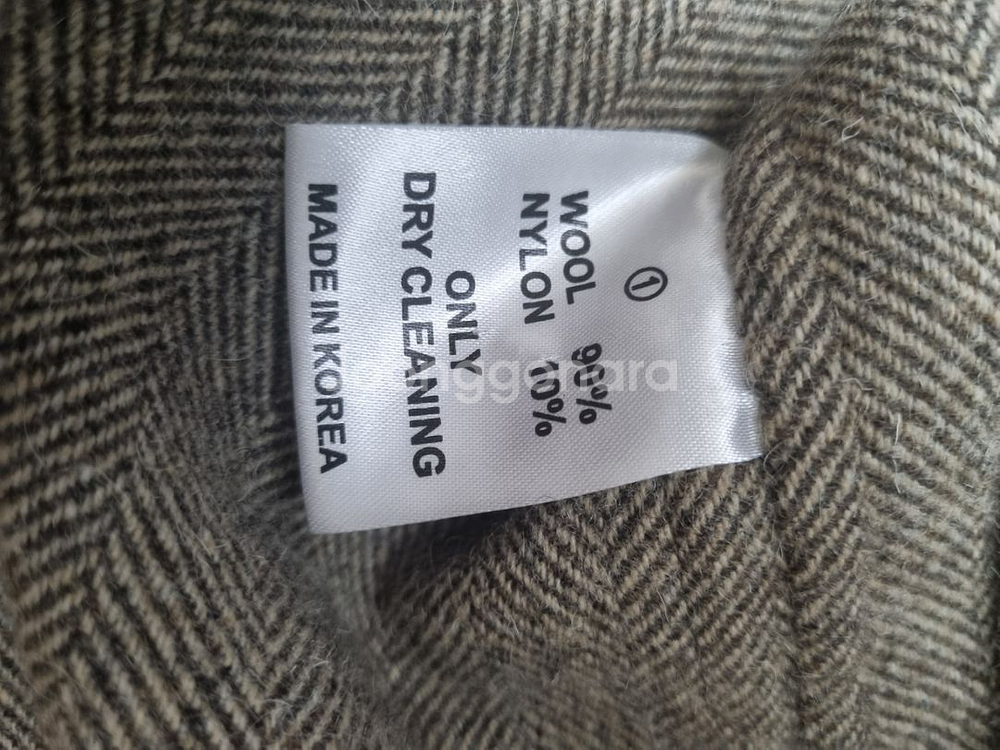 ①
WOOL 90%
NYLON 10%
ONLY
DRY CLEANING
MADE IN KOREA